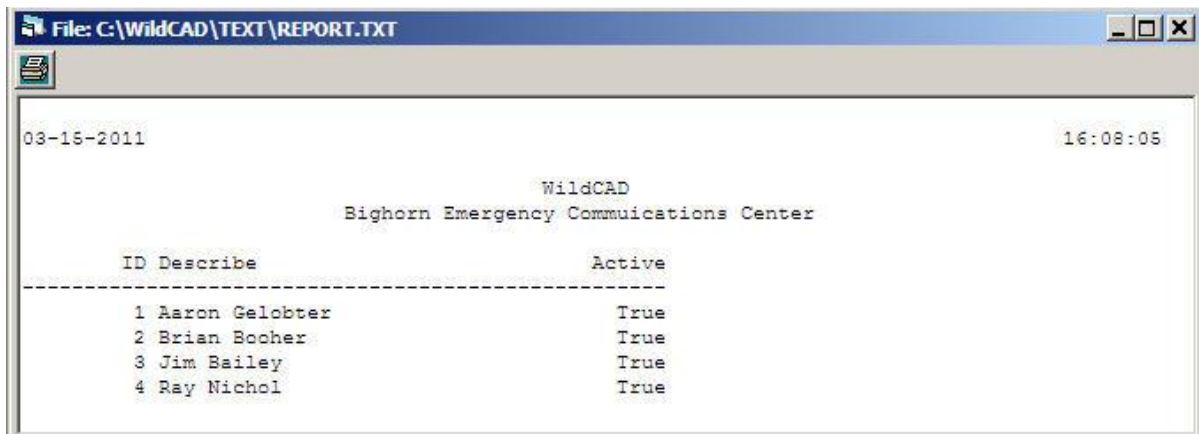 File: C:\WildCAD\TEXT\REPORT.TXT
03-15-2011 16:08:05
WildCAD
Bighorn Emergency Commuications Center
ID Describe Active
-----------------------------------------------------
1 Aaron Gelobter True
2 Brian Booher True
3 Jim Bailey True
4 Ray Nichol True